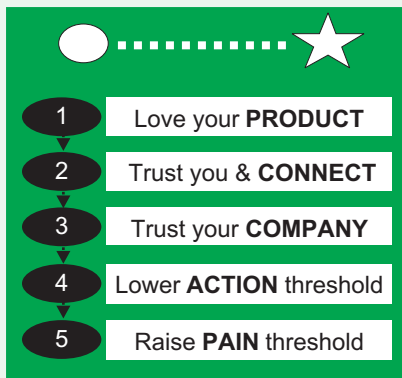 1 Love your PRODUCT
2 Trust you & CONNECT
3 Trust your COMPANY
4 Lower ACTION threshold
5 Raise PAIN threshold